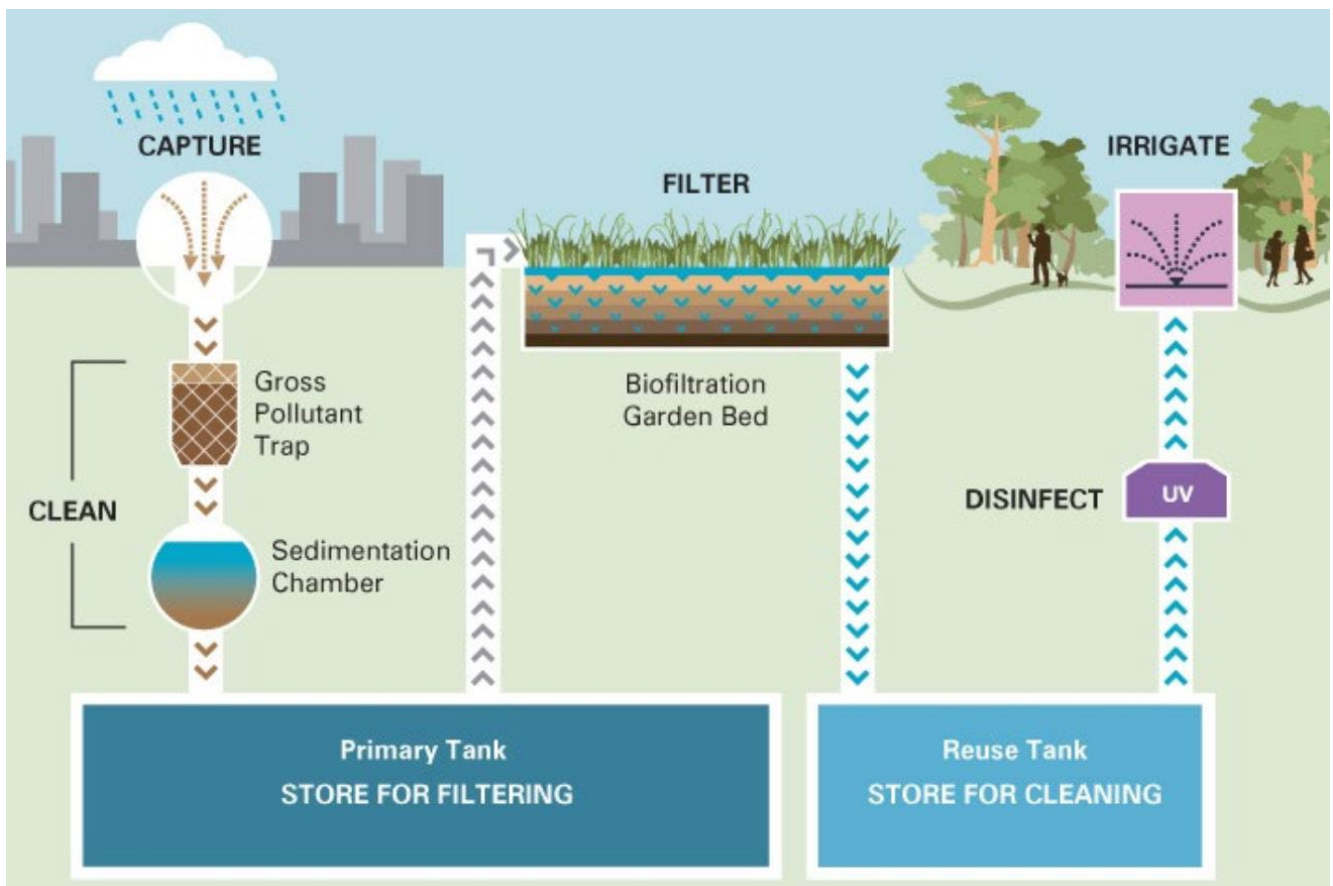 CAPTURE
Gross
Pollutant
Trap
CLEAN
Sedimentation
Chamber
Primary Tank
STORE FOR FILTERING
FILTER
Biofiltration
Garden Bed
Reuse Tank
STORE FOR CLEANING
DISINFECT
UV
IRRIGATE